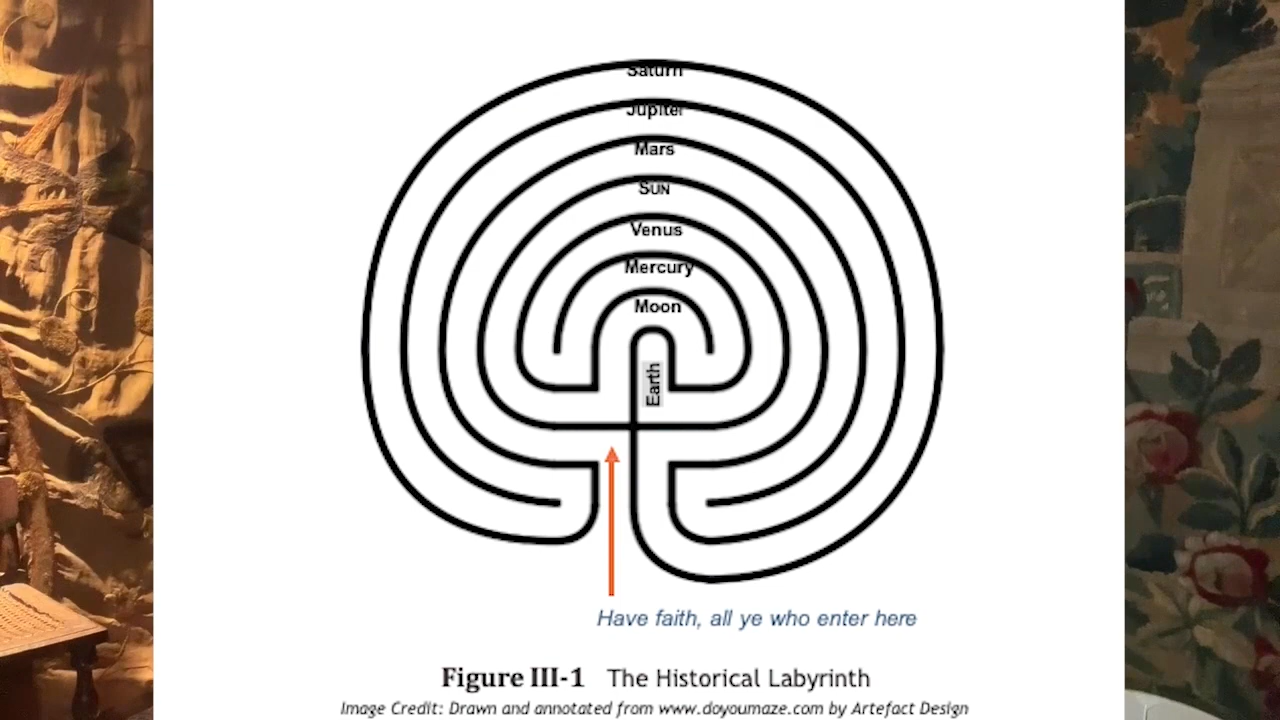 Saturn
Jupiter
Mars
SUN
Venus
Mercury
Moon
Earth
Have faith, all ye who enter here
Figure III-1 The Historical Labyrinth
Image Credit: Drawn and annotated from www.doyoumaze.com by Artefact Design